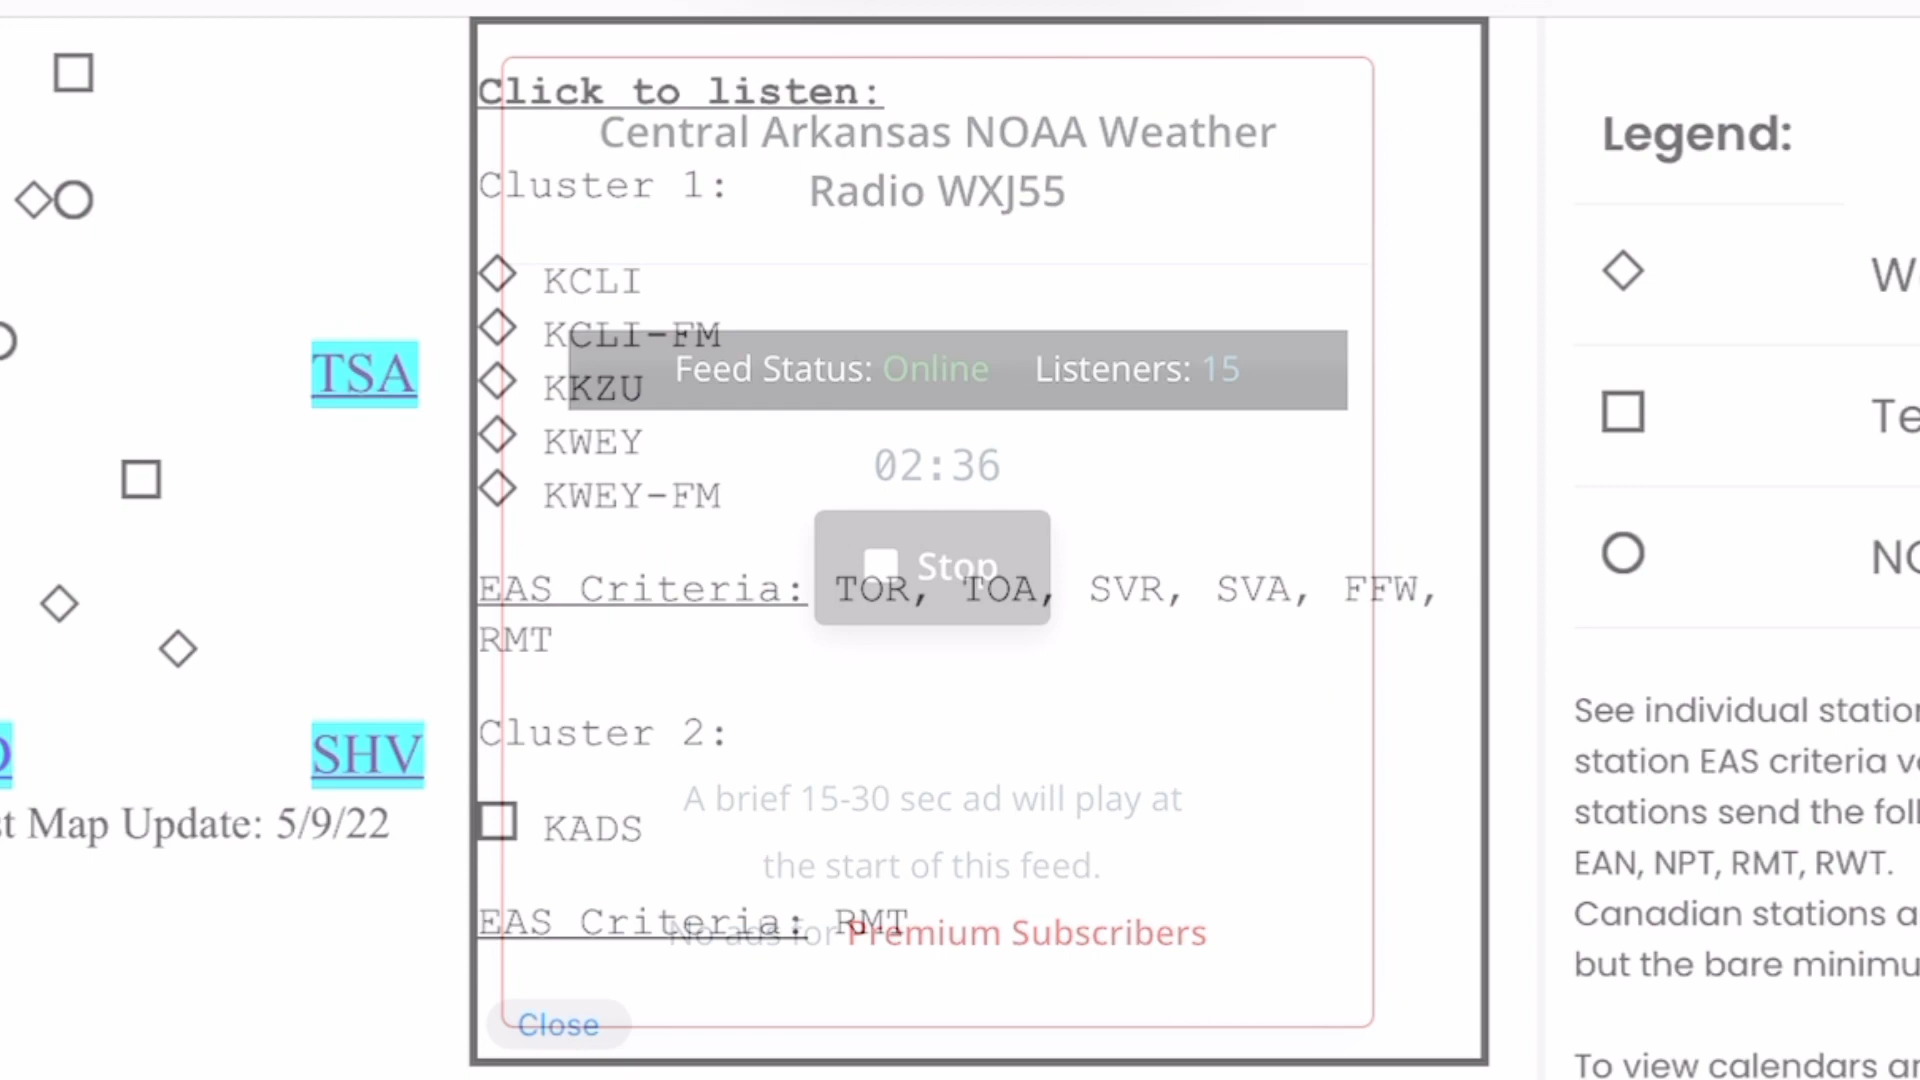 Click to listen:
Central Arkansas NOAA Weather
Radio WXJ55
Cluster 1:
KCLI
KCLI-FM
KKZU
KWEY
KWEY-FM
Feed Status: Online Listeners: 15
02:36
Stop
EAS Criteria: TOR, TOA, SVR, SVA, FFW,
RMT
Cluster 2:
KADS
A brief 15-30 sec ad will play at
the start of this feed.
EAS Criteria: RMT
No ads for Premium Subscribers
Close
TSA
SHV
Map Update: 5/9/22
Legend:
See individual
station EAS criteria
stations send the
EAN, NPT, RMT, RWT.
Canadian stations
but the bare
To view calendars